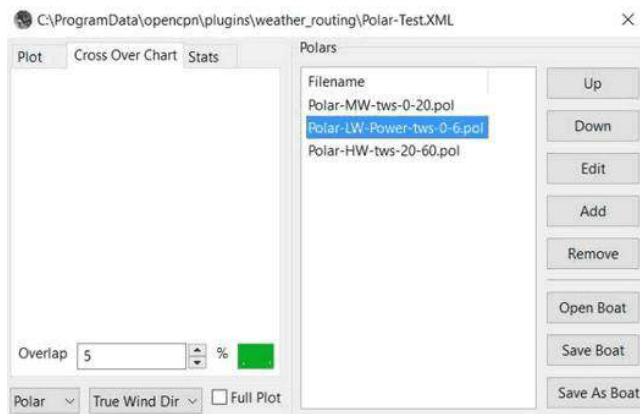 C:\ProgramData\opencpn\plugins\weather_routing\Polar-Test.XML
Plot Cross Over Chart Stats
Overlap 5 %
Polar True Wind Dir Full Plot
Polars
Filename
Polar-MW-tws-0-20.pol
Polar-LW-Power-tws-0-6.pol
Polar-HW-tws-20-60.pol
Up
Down
Edit
Add
Remove
Open Boat
Save Boat
Save As Boat